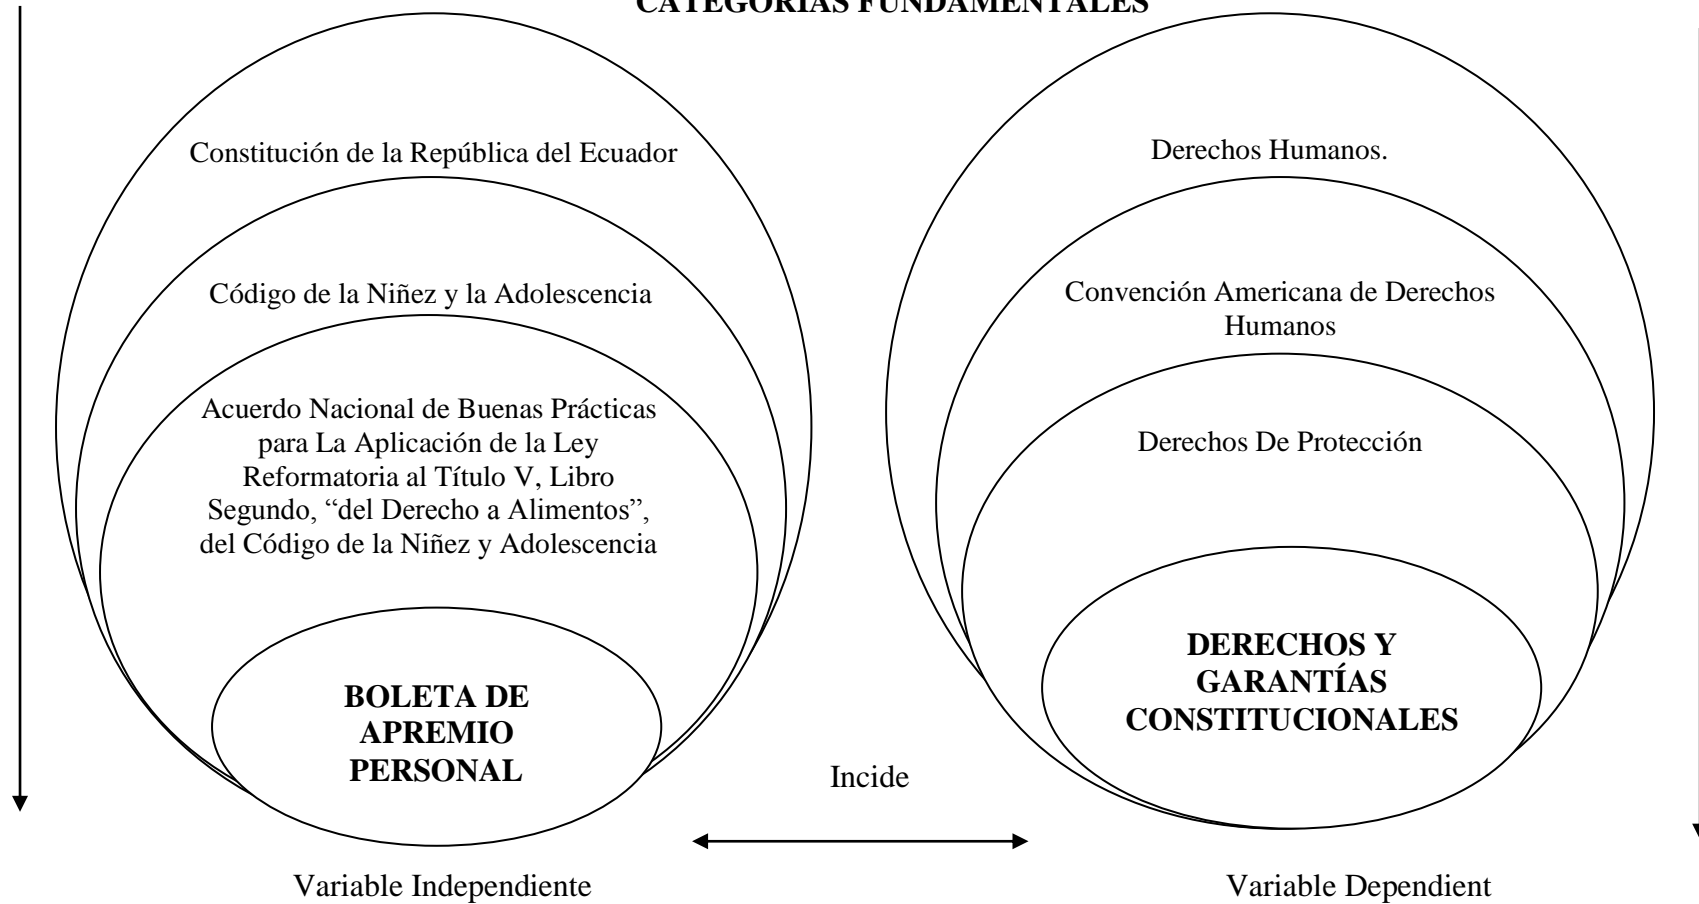 CATEGORÍAS FUNDAMENTALES
Constitución de la República del Ecuador
Código de la Niñez y la Adolescencia
Acuerdo Nacional de Buenas Prácticas
para La Aplicación de la Ley
Reformatoria al Título V, Libro
Segundo, “del Derecho a Alimentos”,
del Código de la Niñez y Adolescencia
BOLETA DE
APREMIO
PERSONAL
Variable Independiente
Incide
Derechos Humanos.
Convención Americana de Derechos
Humanos
Derechos De Protección
DERECHOS Y
GARANTÍAS
CONSTITUCIONALES
Variable Dependient